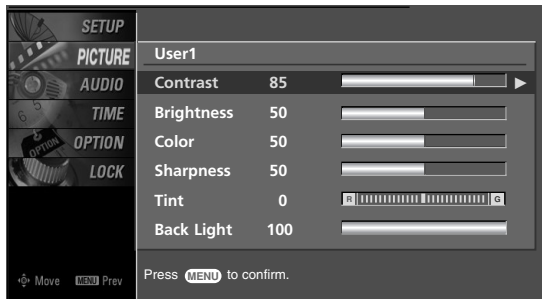 SETUP
PICTURE
AUDIO
TIME
OPTION
LOCK
Move MENU Prev
User1
Contrast 85
Brightness 50
Color 50
Sharpness 50
Tint 0 R G
Back Light 100
Press MENU to confirm.